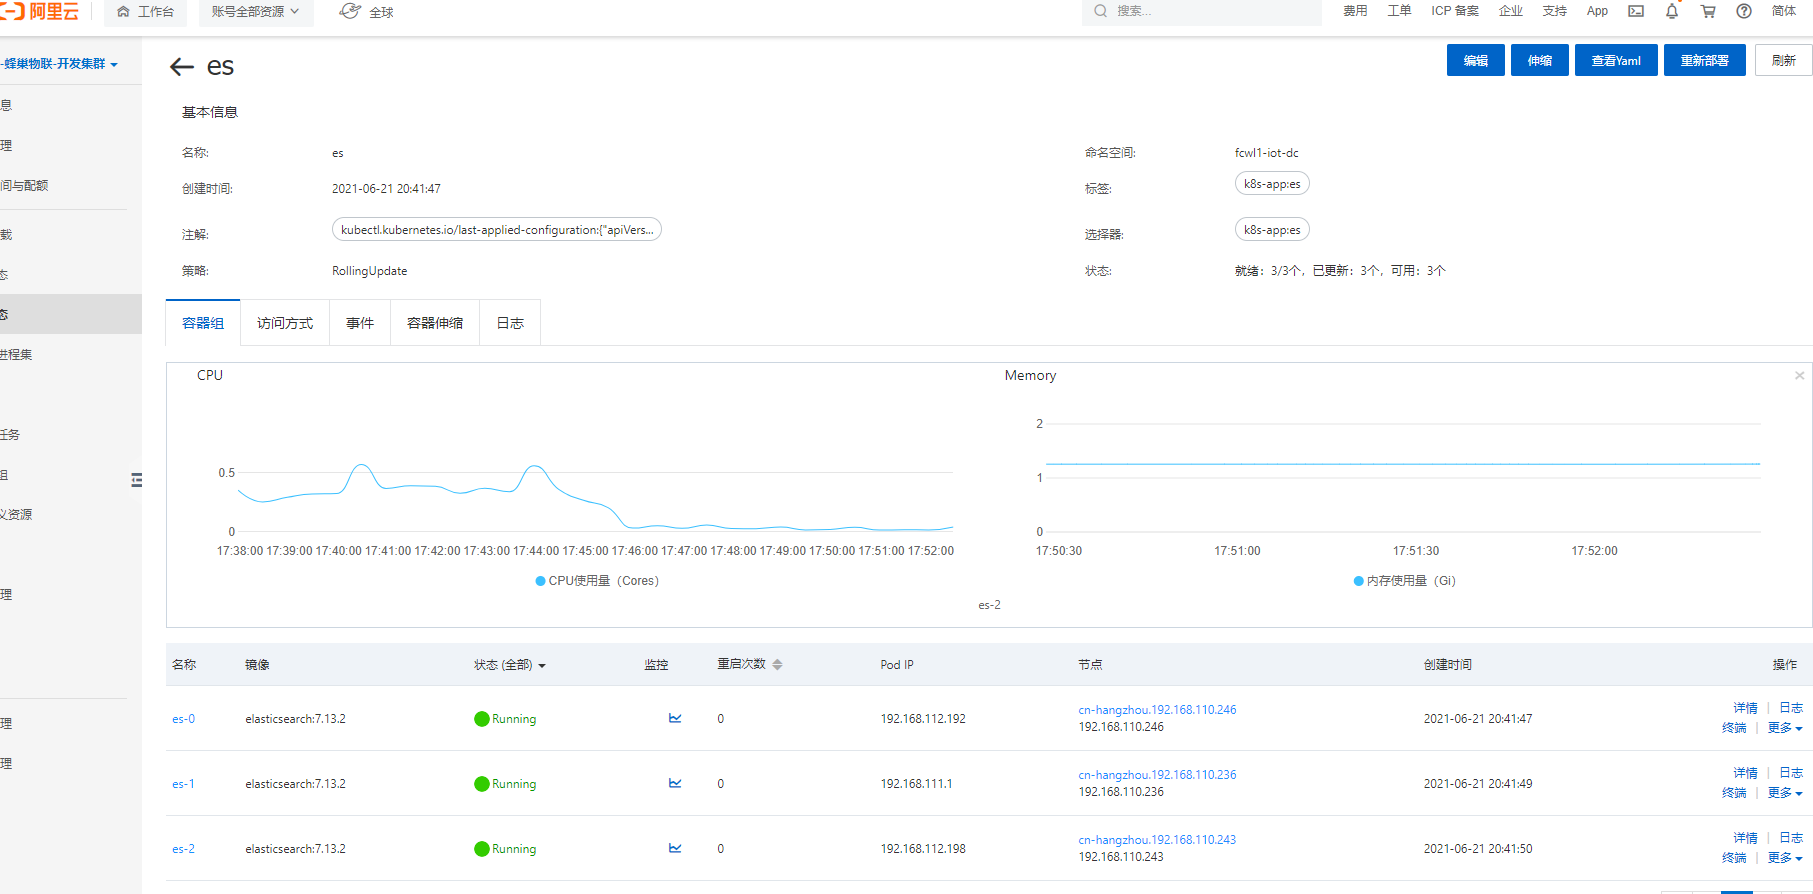 阿里云 工作台 账号全部资源 全球 搜索... 费用 工单 ICP 备案 企业 支持 App 简体
-蜂巢物联-开发集群
es
编辑 伸缩 查看Yaml 重新部署 刷新
息
理
间与配额
载
态
态
进程集
任务
组
义资源
理
理
理
基本信息
名称: es 命名空间: fcwl1-iot-dc
创建时间: 2021-06-21 20:41:47 标签: k8s-app:es
注解: kubectl.kubernetes.io/last-applied-configuration:{"apiVers... 选择器: k8s-app:es
策略: RollingUpdate 状态: 就绪：3/3个，已更新：3个，可用：3个
容器组 访问方式 事件 容器伸缩 日志
CPU
0.5
0
17:38:00 17:39:00 17:40:00 17:41:00 17:42:00 17:43:00 17:44:00 17:45:00 17:46:00 17:47:00 17:48:00 17:49:00 17:50:00 17:51:00 17:52:00
CPU使用量（Cores）
Memory
2
1
0
17:50:30 17:51:00 17:51:30 17:52:00
内存使用量（Gi）
es-2
名称 镜像 状态 (全部) 监控 重启次数 Pod IP 节点 创建时间 操作
es-0 elasticsearch:7.13.2 Running 0 192.168.112.192 cn-hangzhou.192.168.110.246 2021-06-21 20:41:47 详情 | 日志
192.168.110.246 终端 | 更多
es-1 elasticsearch:7.13.2 Running 0 192.168.111.1 cn-hangzhou.192.168.110.236 2021-06-21 20:41:49 详情 | 日志
192.168.110.236 终端 | 更多
es-2 elasticsearch:7.13.2 Running 0 192.168.112.198 cn-hangzhou.192.168.110.243 2021-06-21 20:41:50 详情 | 日志
192.168.110.243 终端 | 更多